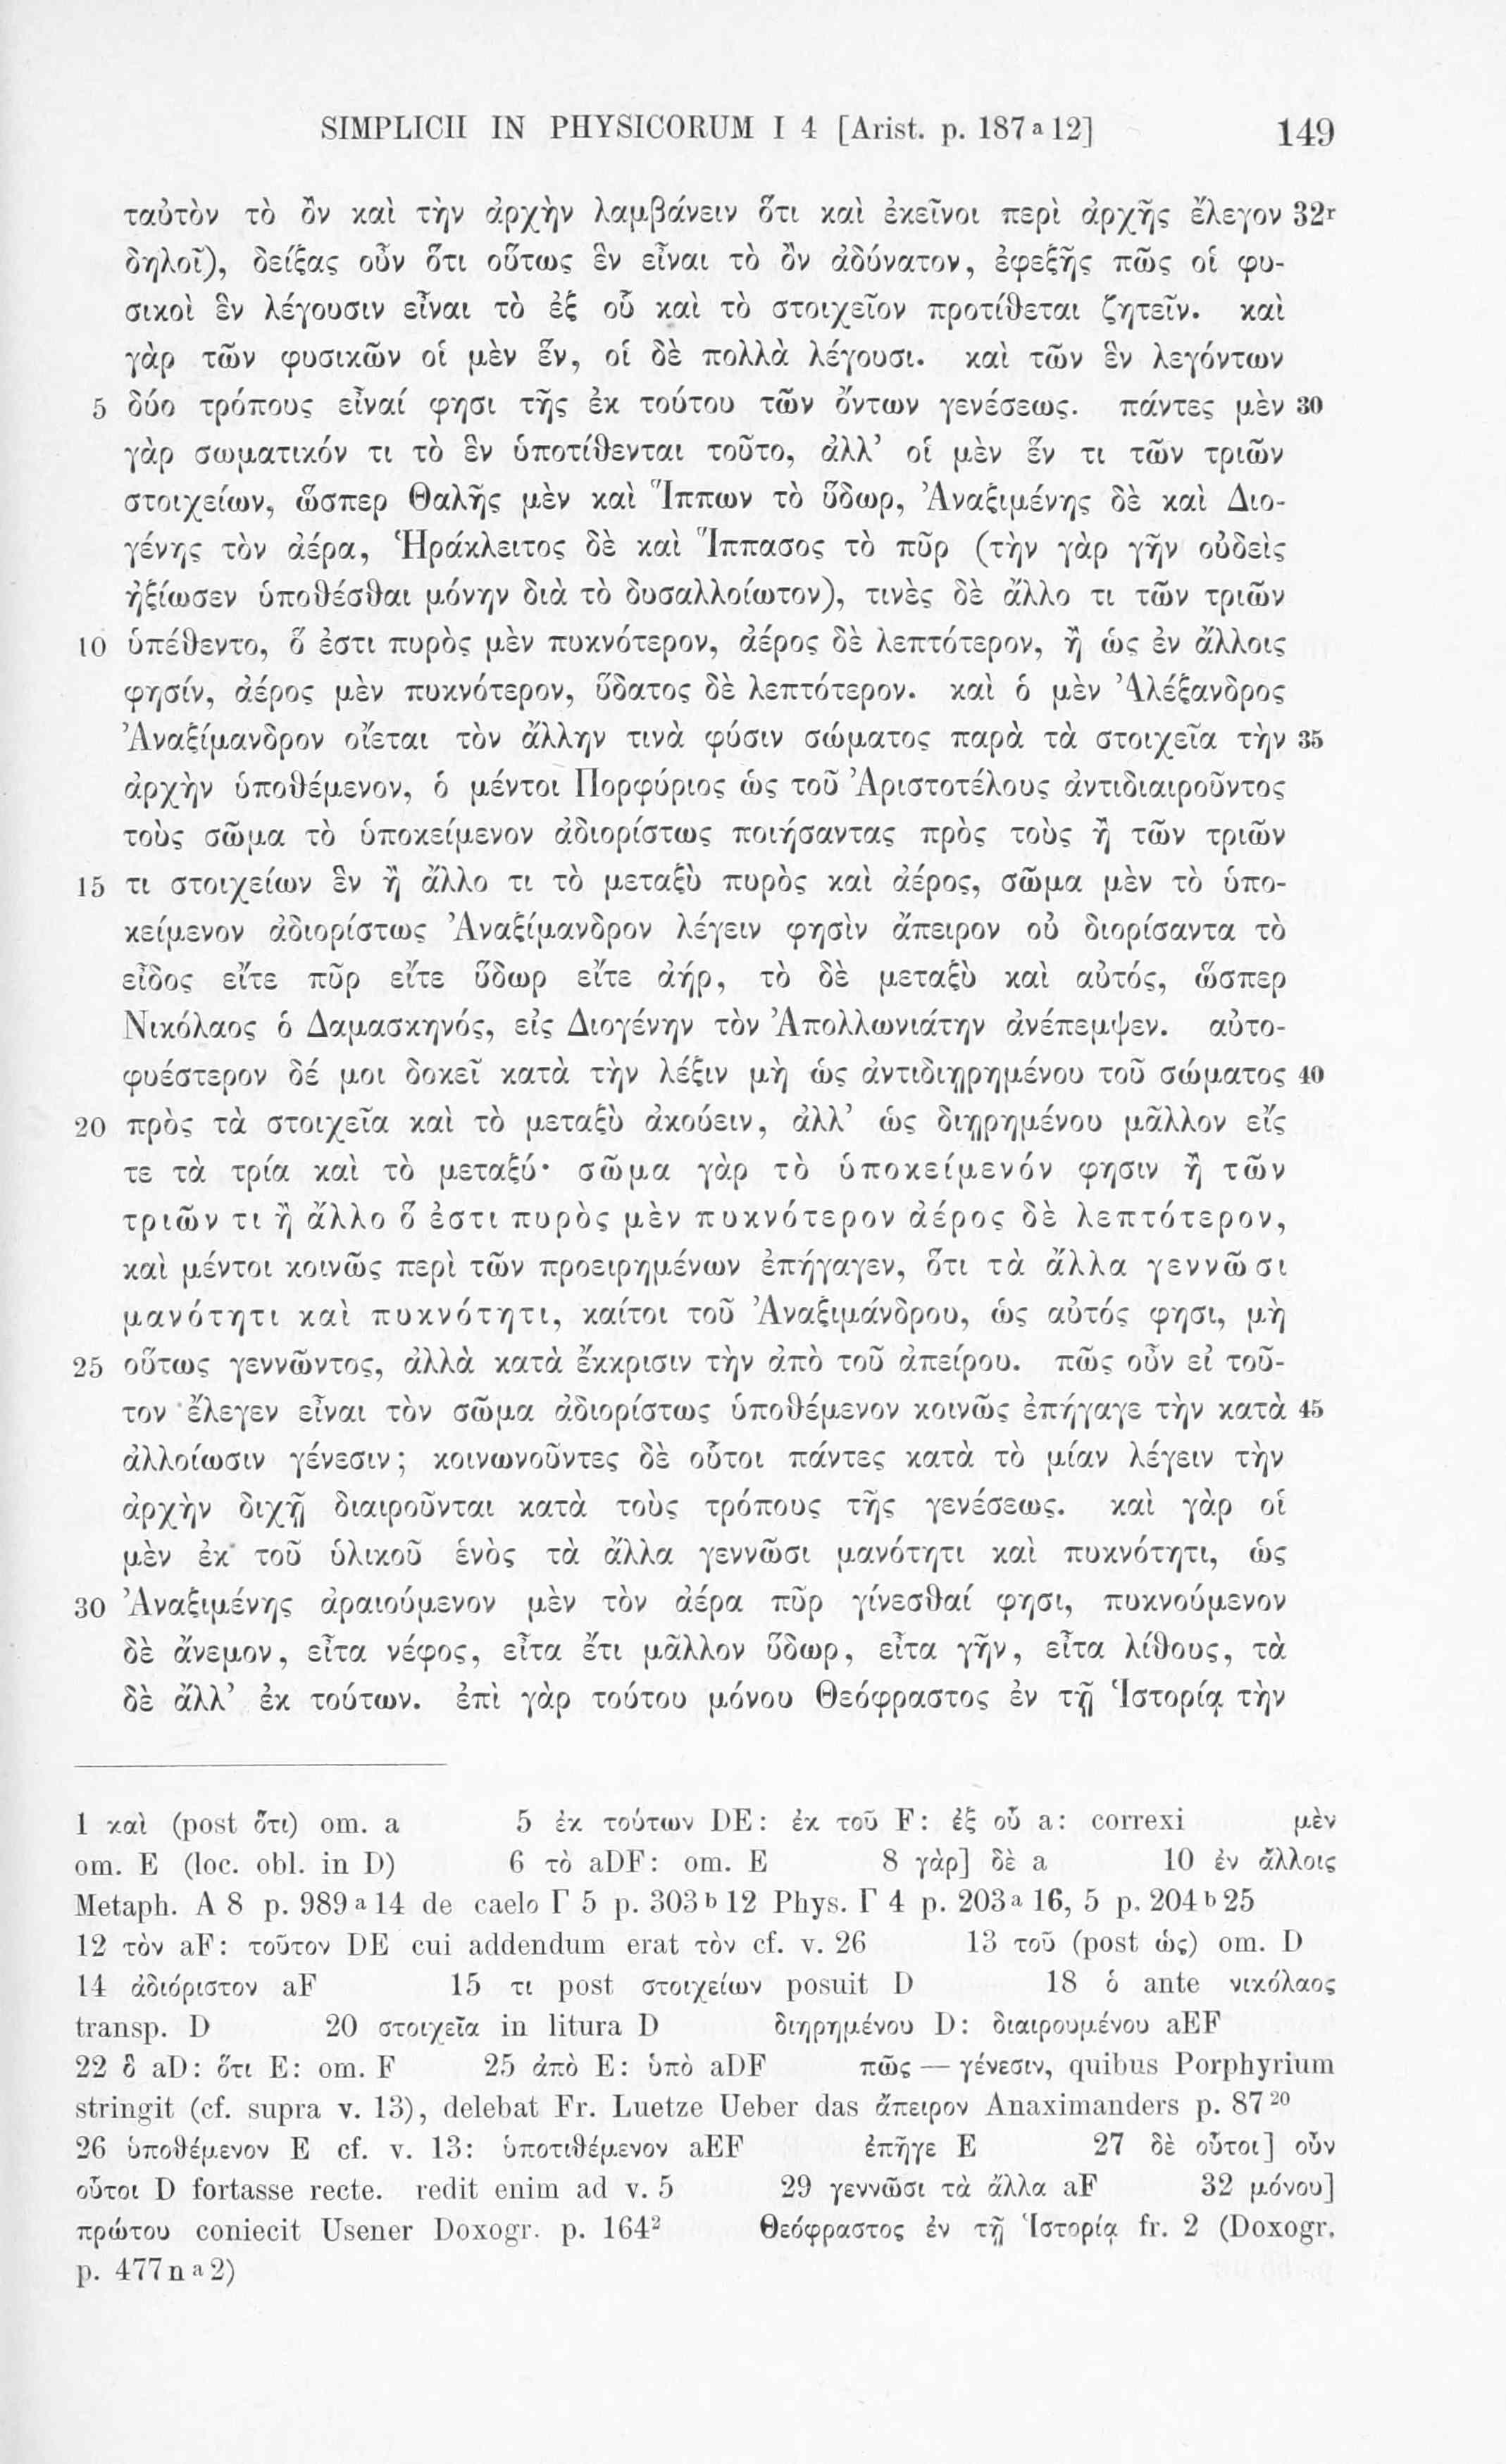 SIMPLICII IN PHYSICORUM I 4 [Arist. p. 187 a 12] 149
ταὐτὸν τὸ ὂν καὶ τὴν ἀρχὴν λαμβάνειν ὅτι καὶ ἐκεῖνοι περὶ ἀρχῆς ἔλεγον 32r
δηλοῖ), δείξας οὖν ὅτι οὕτως ἓν εἶναι τὸ ὂν ἀδύνατον, ἐφεξῆς πῶς οἱ φυ-
σικοὶ ἓν λέγουσιν εἶναι τὸ ἐξ οὗ καὶ τὸ στοιχεῖον προτίθεται ζητεῖν. καὶ
γὰρ τῶν φυσικῶν οἱ μὲν ἕν, οἱ δὲ πολλὰ λέγουσι. καὶ τῶν ἓν λεγόντων
5 δύο τρόπους εἶναί φησι τῆς ἐκ τούτου τῶν ὄντων γενέσεως. πάντες μὲν 30
γὰρ σωματικόν τι τὸ ἓν ὑποτίθενται τοῦτο, ἀλλ’ οἱ μὲν ἕν τι τῶν τριῶν
στοιχείων, ὥσπερ Θαλῆς μὲν καὶ Ἵππων τὸ ὕδωρ, Ἀναξιμένης δὲ καὶ Διο-
γένης τὸν ἀέρα, Ἡράκλειτος δὲ καὶ Ἵππασος τὸ πῦρ (τὴν γὰρ γῆν οὐδεὶς
ἠξίωσεν ὑποθέσθαι μόνην διὰ τὸ δυσαλλοίωτον), τινὲς δὲ ἄλλο τι τῶν τριῶν
10 ὑπέθεντο, ὅ ἐστι πυρὸς μὲν πυκνότερον, ἀέρος δὲ λεπτότερον, ἢ ὡς ἐν ἄλλοις
φησίν, ἀέρος μὲν πυκνότερον, ὕδατος δὲ λεπτότερον. καὶ ὁ μὲν Ἀλέξανδρος
Ἀναξίμανδρον οἴεται τὸν ἄλλην τινὰ φύσιν σώματος παρὰ τὰ στοιχεῖα τὴν 35
ἀρχὴν ὑποθέμενον, ὁ μέντοι Πορφύριος ὡς τοῦ Ἀριστοτέλους ἀντιδιαιροῦντος
τοὺς σῶμα τὸ ὑποκείμενον ἀδιορίστως ποιήσαντας πρὸς τοὺς ἢ τῶν τριῶν
15 τι στοιχείων ἓν ἢ ἄλλο τι τὸ μεταξὺ πυρὸς καὶ ἀέρος, σῶμα μὲν τὸ ὑπο-
κείμενον ἀδιορίστως Ἀναξίμανδρον λέγειν φησὶν ἄπειρον οὐ διορίσαντα τὸ
εἶδος εἴτε πῦρ εἴτε ὕδωρ εἴτε ἀήρ, τὸ δὲ μεταξὺ καὶ αὐτός, ὥσπερ
Νικόλαος ὁ Δαμασκηνός, εἰς Διογένην τὸν Ἀπολλωνιάτην ἀνέπεμψεν. αὐτο-
φυέστερον δέ μοι δοκεῖ κατὰ τὴν λέξιν μὴ ὡς ἀντιδιῃρημένου τοῦ σώματος 40
20 πρὸς τὰ στοιχεῖα καὶ τὸ μεταξὺ ἀκούειν, ἀλλ’ ὡς διῃρημένου μᾶλλον εἴς
τε τὰ τρία καὶ τὸ μεταξύ· σῶμα γὰρ τὸ ὑποκείμενόν φησιν ἢ τῶν
τριῶν τι ἢ ἄλλο ὅ ἐστι πυρὸς μὲν πυκνότερον ἀέρος δὲ λεπτότερον,
καὶ μέντοι κοινῶς περὶ τῶν προειρημένων ἐπήγαγεν, ὅτι τὰ ἄλλα γεννῶσι
μανότητι καὶ πυκνότητι, καίτοι τοῦ Ἀναξιμάνδρου, ὡς αὐτός φησι, μὴ
25 οὕτως γεννῶντος, ἀλλὰ κατὰ ἔκκρισιν τὴν ἀπὸ τοῦ ἀπείρου. πῶς οὖν εἰ τοῦ-
τον ἔλεγεν εἶναι τὸν σῶμα ἀδιορίστως ὑποθέμενον κοινῶς ἐπήγαγε τὴν κατὰ 45
ἀλλοίωσιν γένεσιν; κοινωνοῦντες δὲ οὗτοι πάντες κατὰ τὸ μίαν λέγειν τὴν
ἀρχὴν διχῇ διαιροῦνται κατὰ τοὺς τρόπους τῆς γενέσεως. καὶ γὰρ οἱ
μὲν ἐκ τοῦ ὑλικοῦ ἑνὸς τὰ ἄλλα γεννῶσι μανότητι καὶ πυκνότητι, ὡς
30 Ἀναξιμένης ἀραιούμενον μὲν τὸν ἀέρα πῦρ γίνεσθαί φησι, πυκνούμενον
δὲ ἄνεμον, εἶτα νέφος, εἶτα ἔτι μᾶλλον ὕδωρ, εἶτα γῆν, εἶτα λίθους, τὰ
δὲ ἄλλ’ ἐκ τούτων. ἐπὶ γὰρ τούτου μόνου Θεόφραστος ἐν τῇ Ἱστορίᾳ τὴν
1 καὶ (post ὅτι) om. a 5 ἐκ τούτων DE: ἐκ τοῦ F: ἐξ οὗ a: correxi μὲν
om. E (loc. obl. in D) 6 τὸ aDF: om. E 8 γὰρ] δὲ a 10 ἐν ἄλλοις
Metaph. A 8 p. 989 a 14 de caelo Γ 5 p. 303 b 12 Phys. Γ 4 p. 203 a 16, 5 p. 204 b 25
12 τὸν aF: τοῦτον DE cui addendum erat τὸν cf. v. 26 13 τοῦ (post ὡς) om. D
14 ἀδιόριστον aF 15 τι post στοιχείων posuit D 18 ὁ ante νικόλαος
transp. D 20 στοιχεῖα in litura D διηρημένου D: διαιρουμένου aEF
22 ὅ aD: ὅτι E: om. F 25 ἀπὸ E: ὑπὸ aDF πῶς — γένεσιν, quibus Porphyrium
stringit (cf. supra v. 13), delebat Fr. Luetze Ueber das ἄπειρον Anaximanders p. 87 20
26 ὑποθέμενον E cf. v. 13: ὑποτιθέμενον aEF ἐπῆγε E 27 δὲ οὗτοι] οὖν
οὗτοι D fortasse recte. redit enim ad v. 5 29 γεννῶσι τὰ ἄλλα aF 32 μόνου]
πρώτου coniecit Usener Doxogr. p. 164 2 Θεόφραστος ἐν τῇ Ἱστορίᾳ fr. 2 (Doxogr.
p. 477 n a 2)